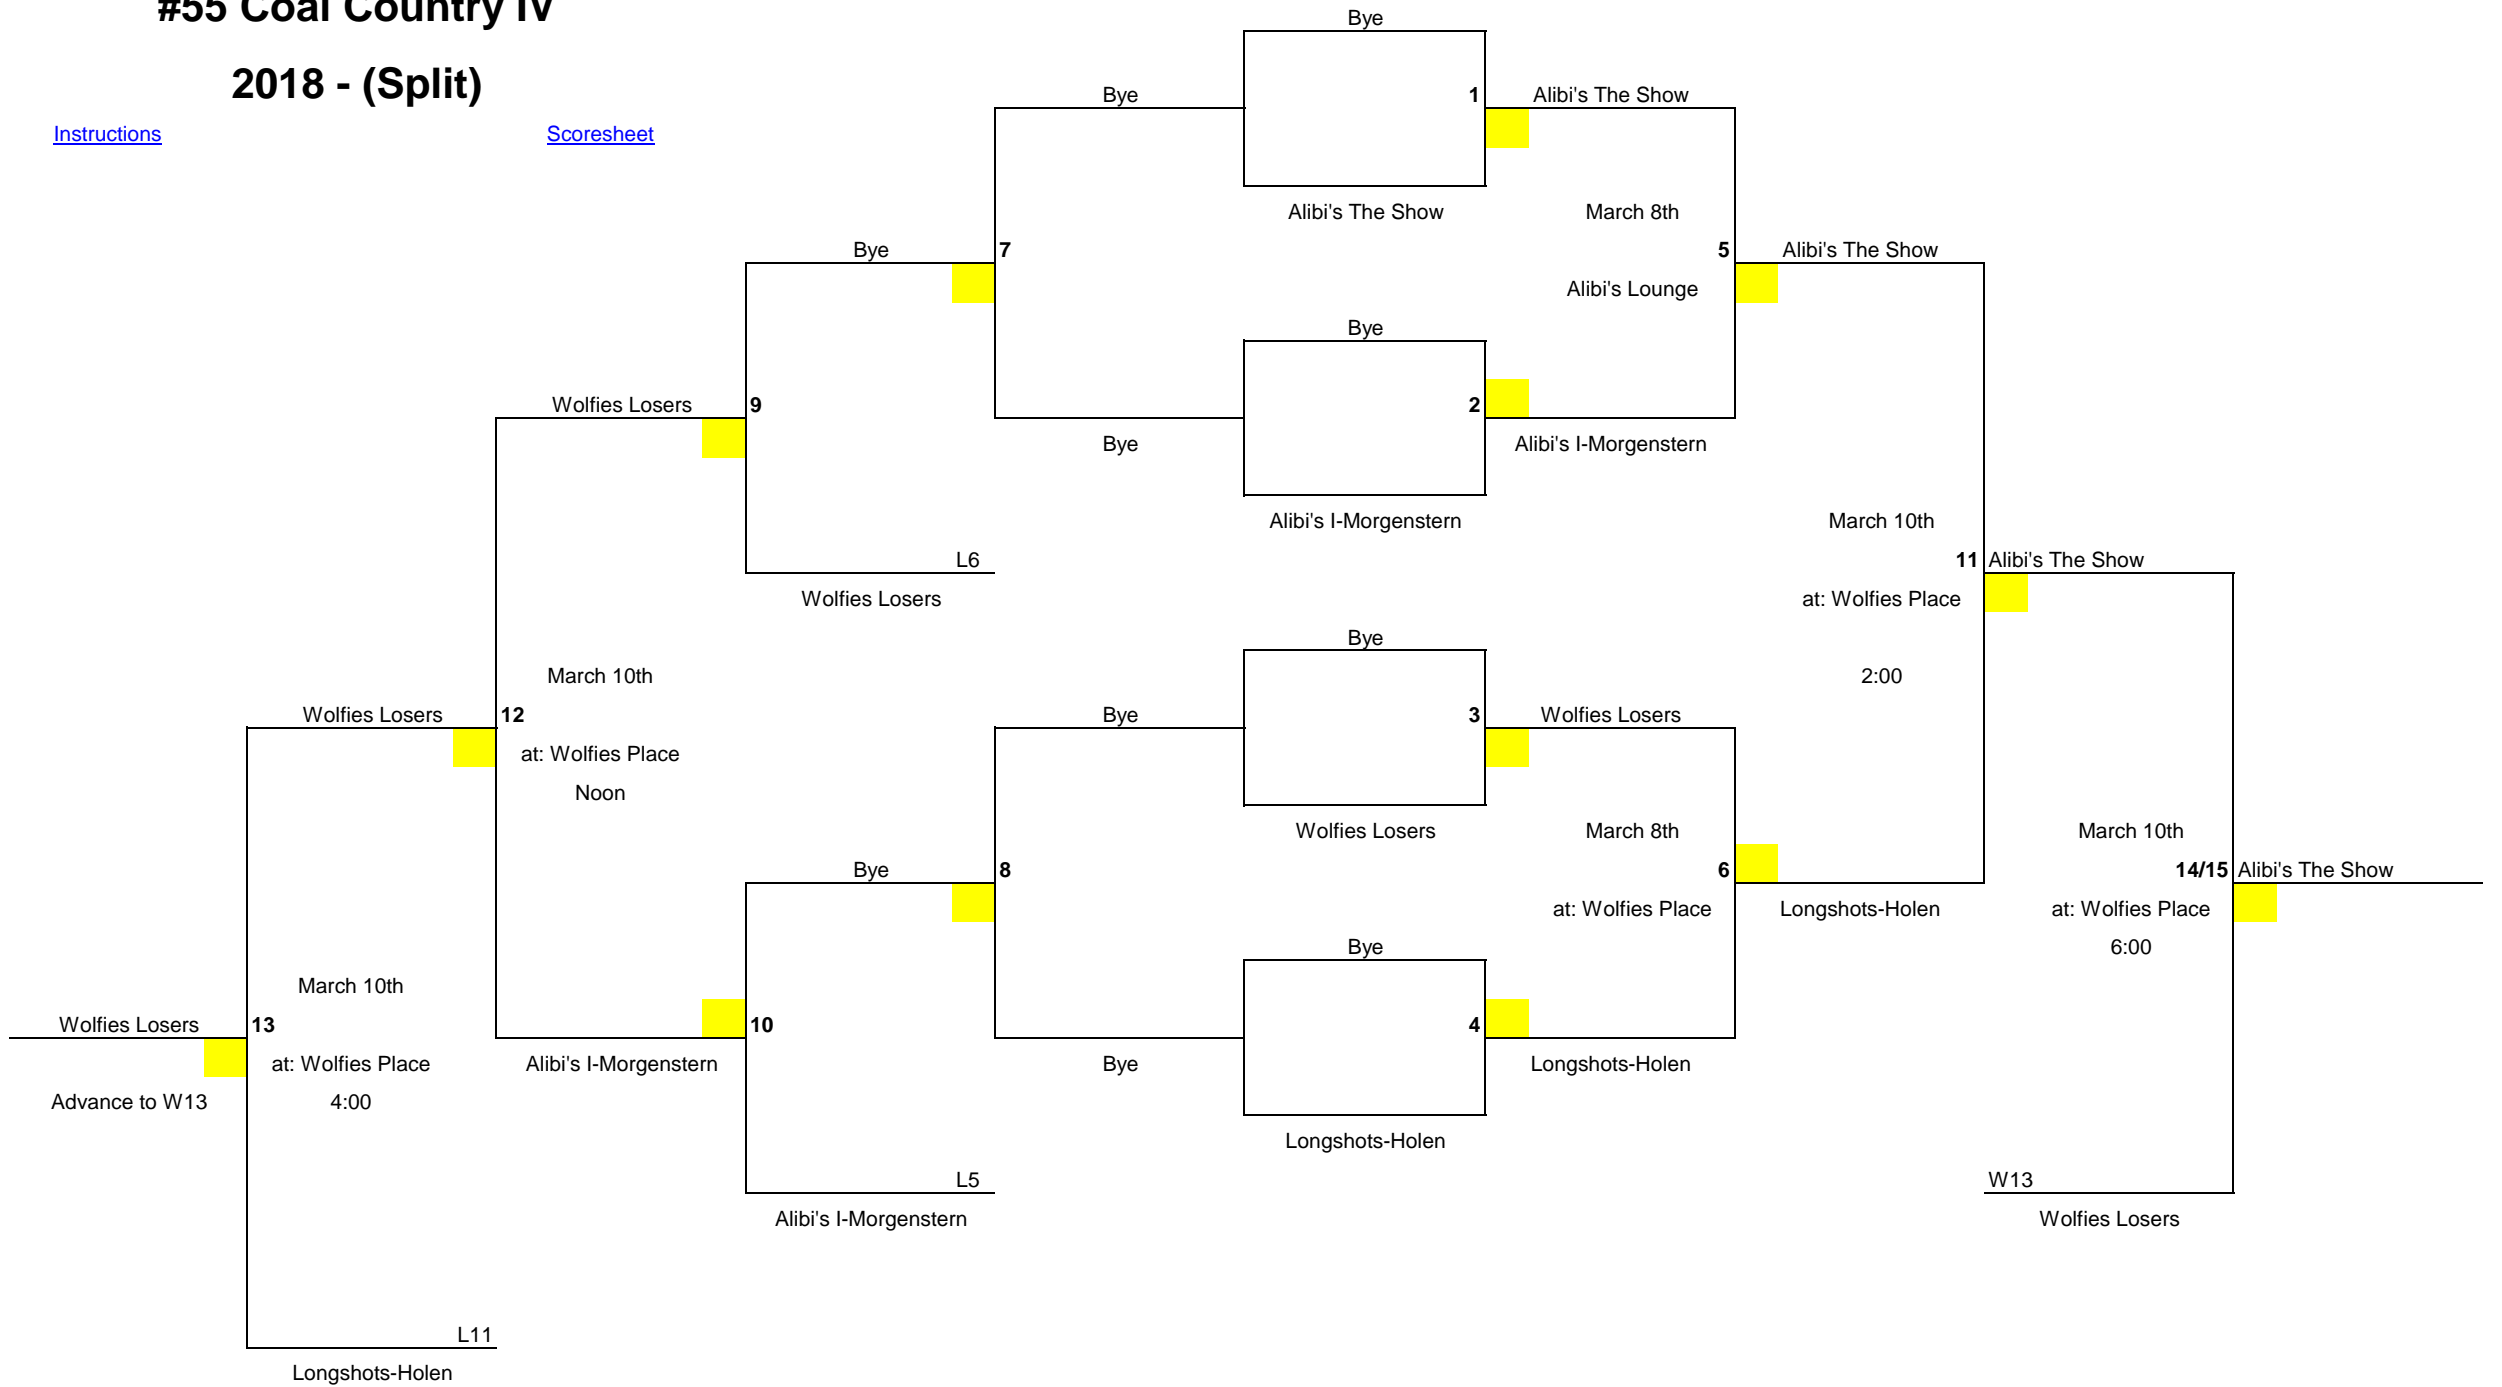 #55 Coal Country IV
2018 - (Split)
Instructions
Scoresheet
Bye
Bye
1
Alibi's The Show
Alibi's The Show
March 8th
Bye
7
5
Alibi's The Show
Alibi's Lounge
Bye
Wolfies Losers
9
2
Bye
Alibi's I-Morgenstern
Alibi's I-Morgenstern
March 10th
L6
11
Alibi's The Show
Wolfies Losers
at: Wolfies Place
Bye
March 10th
2:00
Wolfies Losers
12
Bye
3
Wolfies Losers
at: Wolfies Place
Noon
Wolfies Losers
March 8th
March 10th
Bye
8
6
14/15
Alibi's The Show
at: Wolfies Place
Longshots-Holen
at: Wolfies Place
Bye
6:00
March 10th
Wolfies Losers
13
10
4
at: Wolfies Place
Alibi's I-Morgenstern
Bye
Longshots-Holen
Advance to W13
4:00
Longshots-Holen
L5
W13
Alibi's I-Morgenstern
Wolfies Losers
L11
Longshots-Holen